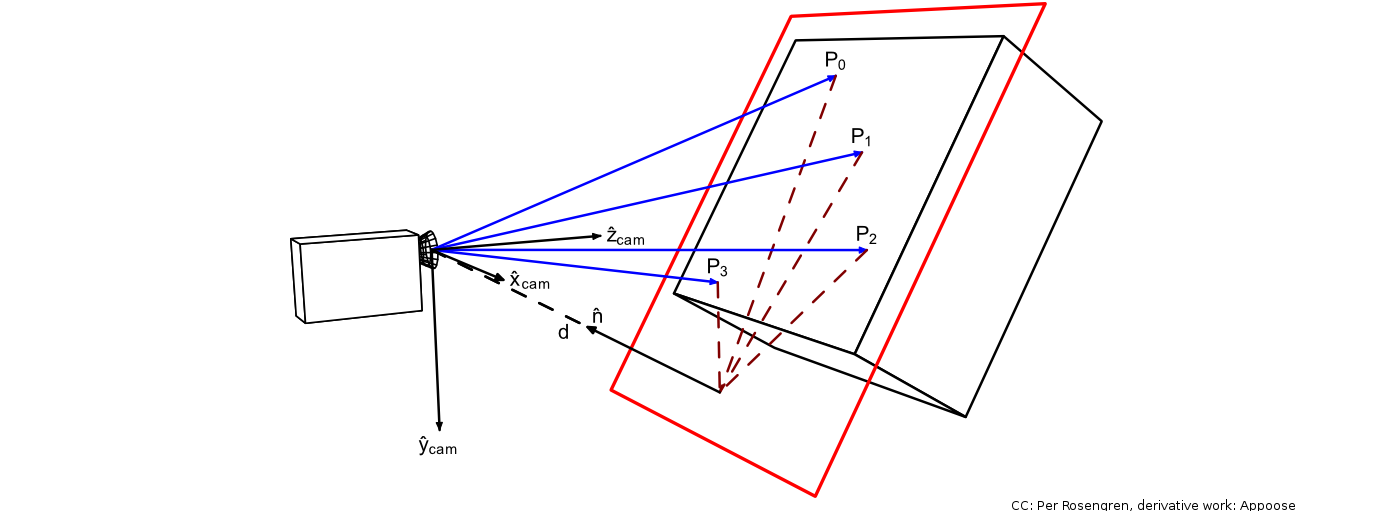 P₀
P₁
P₂
ẑcam
P₃
x̂cam
n̂
d
ŷcam
CC: Per Rosengren, derivative work: Appoose